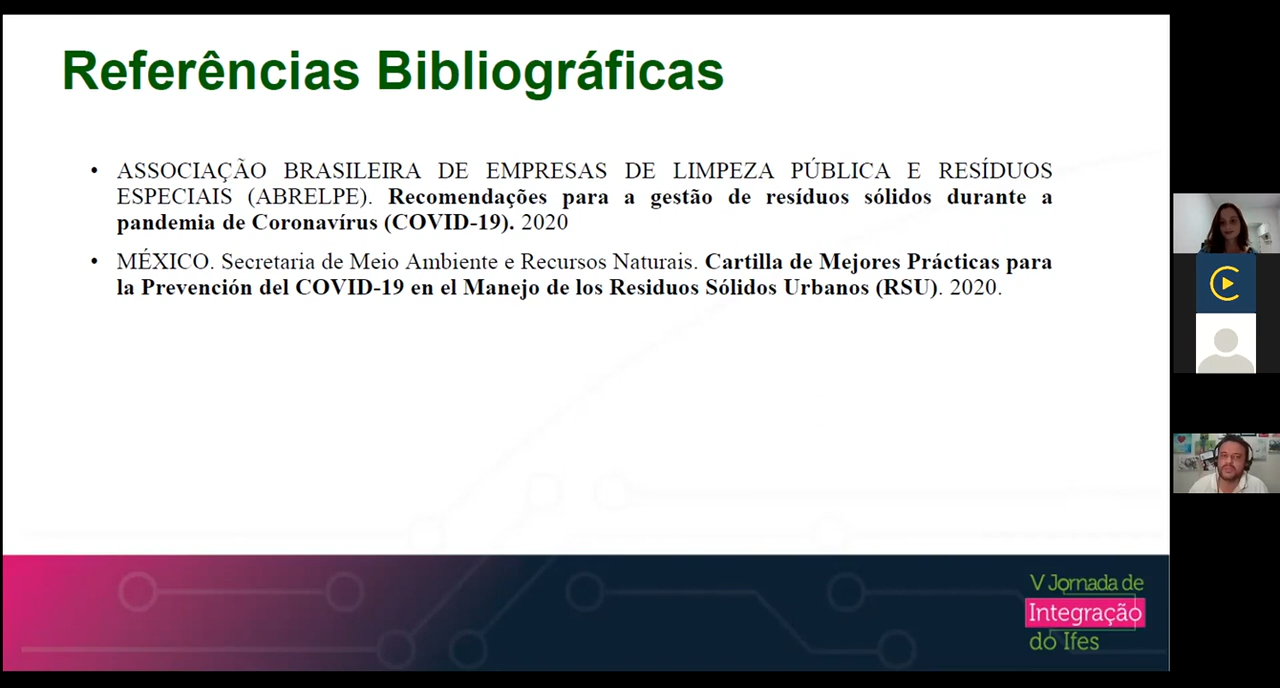 Referências Bibliográficas
• ASSOCIAÇÃO BRASILEIRA DE EMPRESAS DE LIMPEZA PÚBLICA E RESÍDUOS
ESPECIAIS (ABRELPE). Recomendações para a gestão de resíduos sólidos durante a
pandemia de Coronavírus (COVID-19). 2020
• MÉXICO. Secretaria de Meio Ambiente e Recursos Naturais. Cartilla de Mejores Prácticas para
la Prevención del COVID-19 en el Manejo de los Residuos Sólidos Urbanos (RSU). 2020.
V Jornada de
Integração
do Ifes